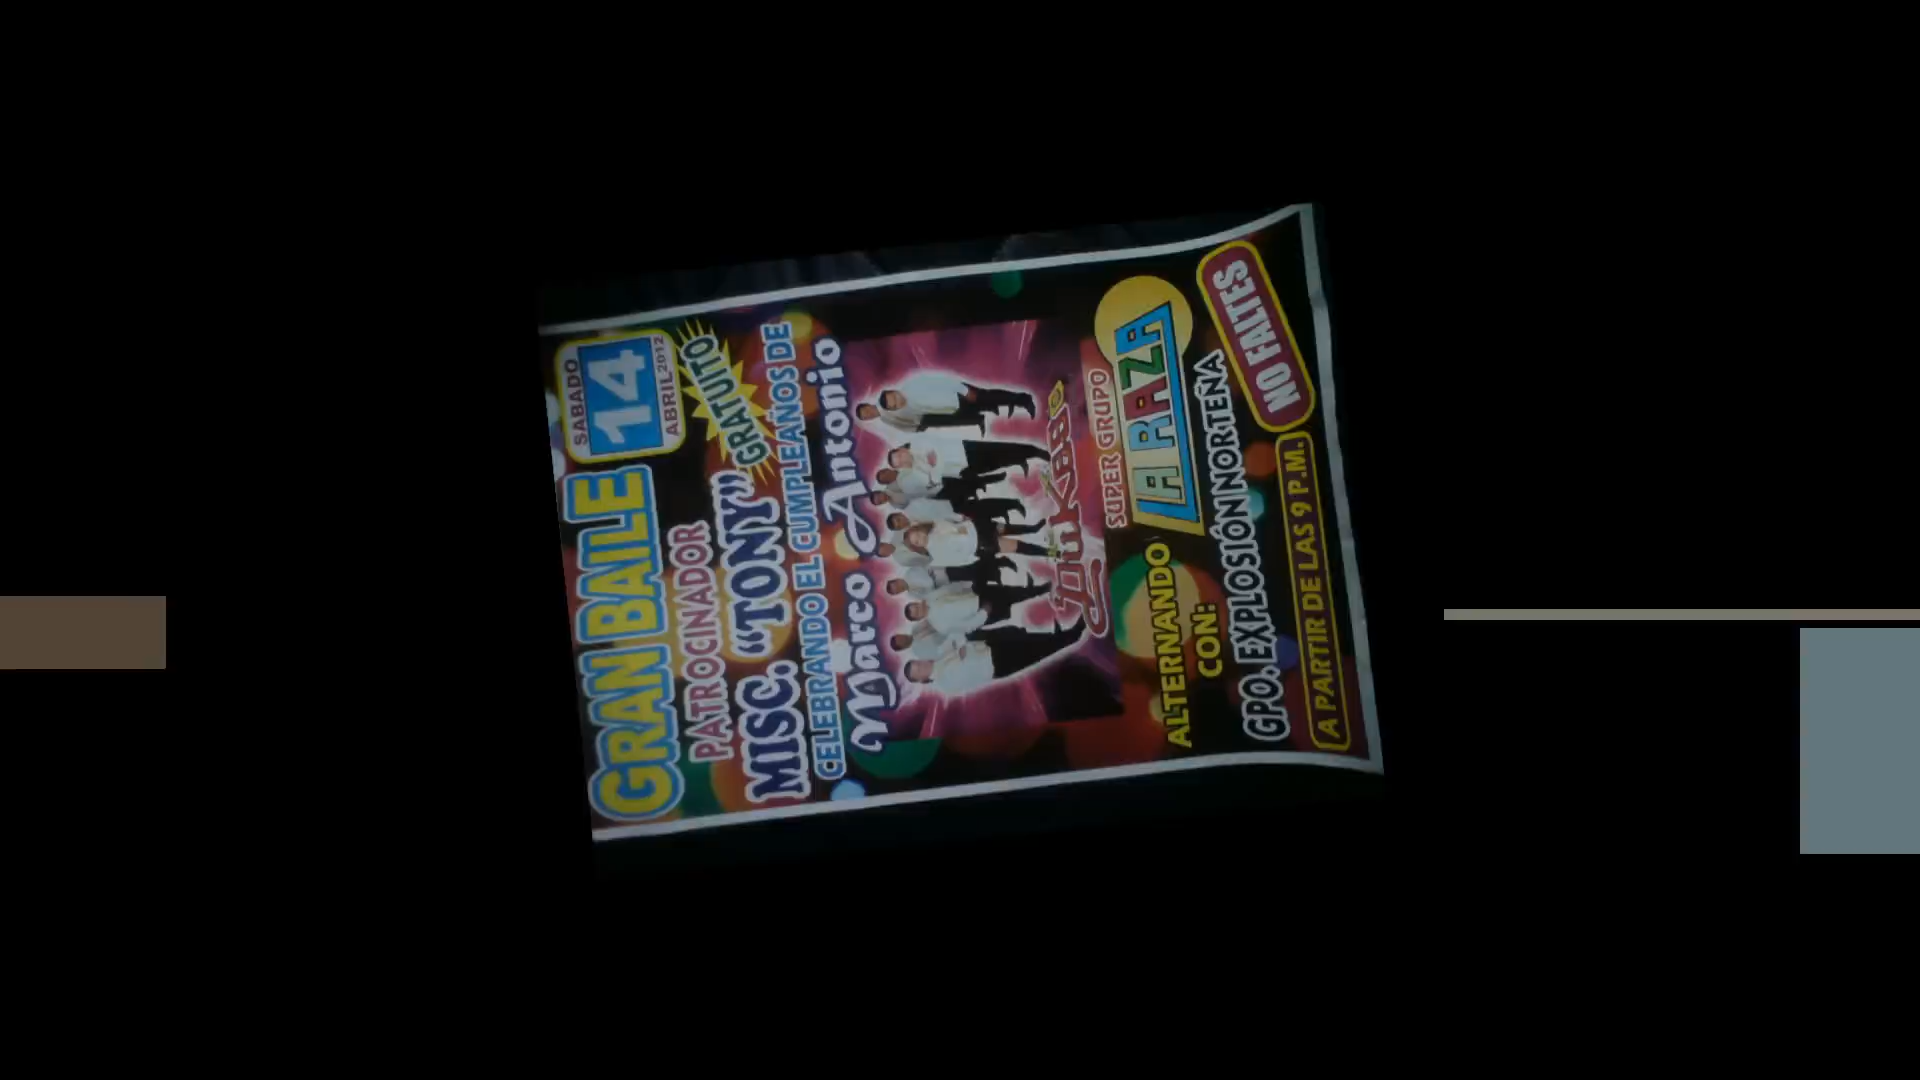 GRAN BAILE
SABADO
14
ABRIL 2012
PATROCINADOR
GRATUITO
MISC. "TONY"
CELEBRANDO EL CUMPLEAÑOS DE
Marco Antonio
SUPER GRUPO
LA RAZA
ALTERNANDO
CON:
GPO. EXPLOSIÓN NORTEÑA
NO FALTES
A PARTIR DE LAS 9 P.M.